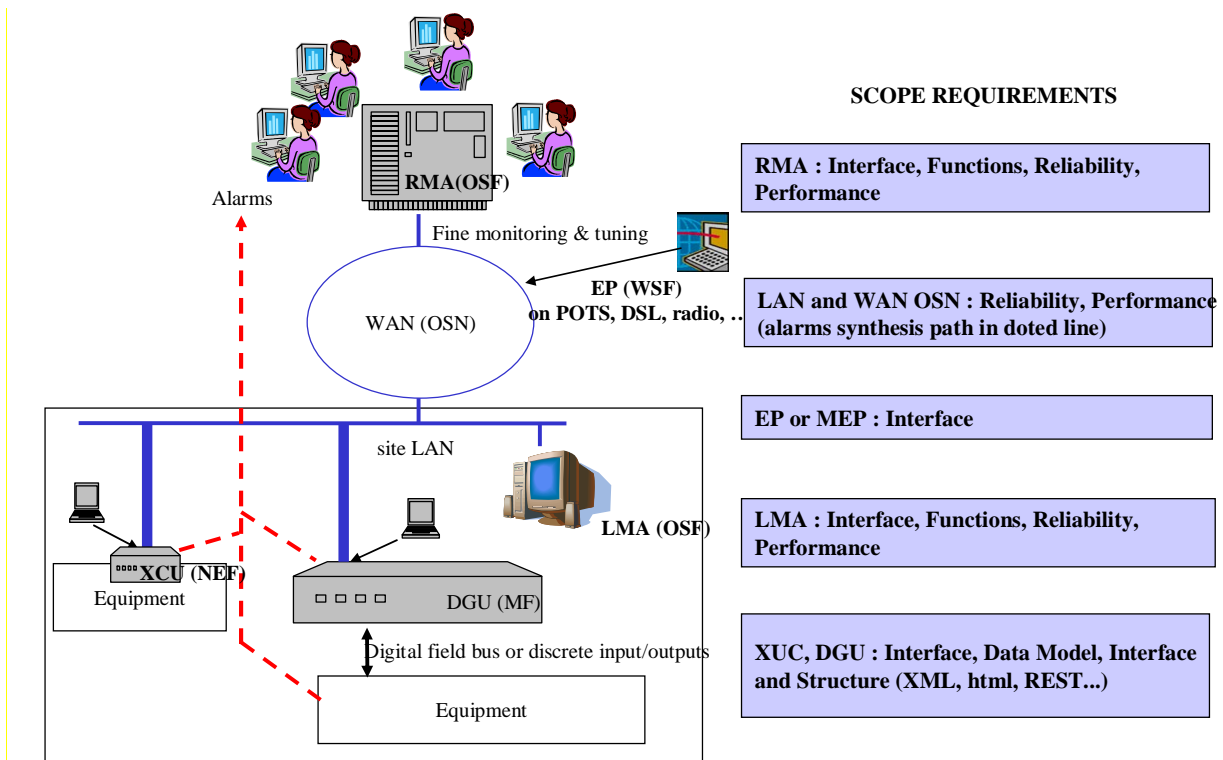 SCOPE REQUIREMENTS
RMA(OSF)
Alarms
Fine monitoring & tuning
EP (WSF)
on POTS, DSL, radio, ‥
WAN (OSN)
site LAN
LMA (OSF)
XCU (NEF)
Equipment
DGU (MF)
Digital field bus or discrete input/outputs
Equipment
RMA : Interface, Functions, Reliability,
Performance
LAN and WAN OSN : Reliability, Performance
(alarms synthesis path in doted line)
EP or MEP : Interface
LMA : Interface, Functions, Reliability,
Performance
XUC, DGU : Interface, Data Model, Interface
and Structure (XML, html, REST...)